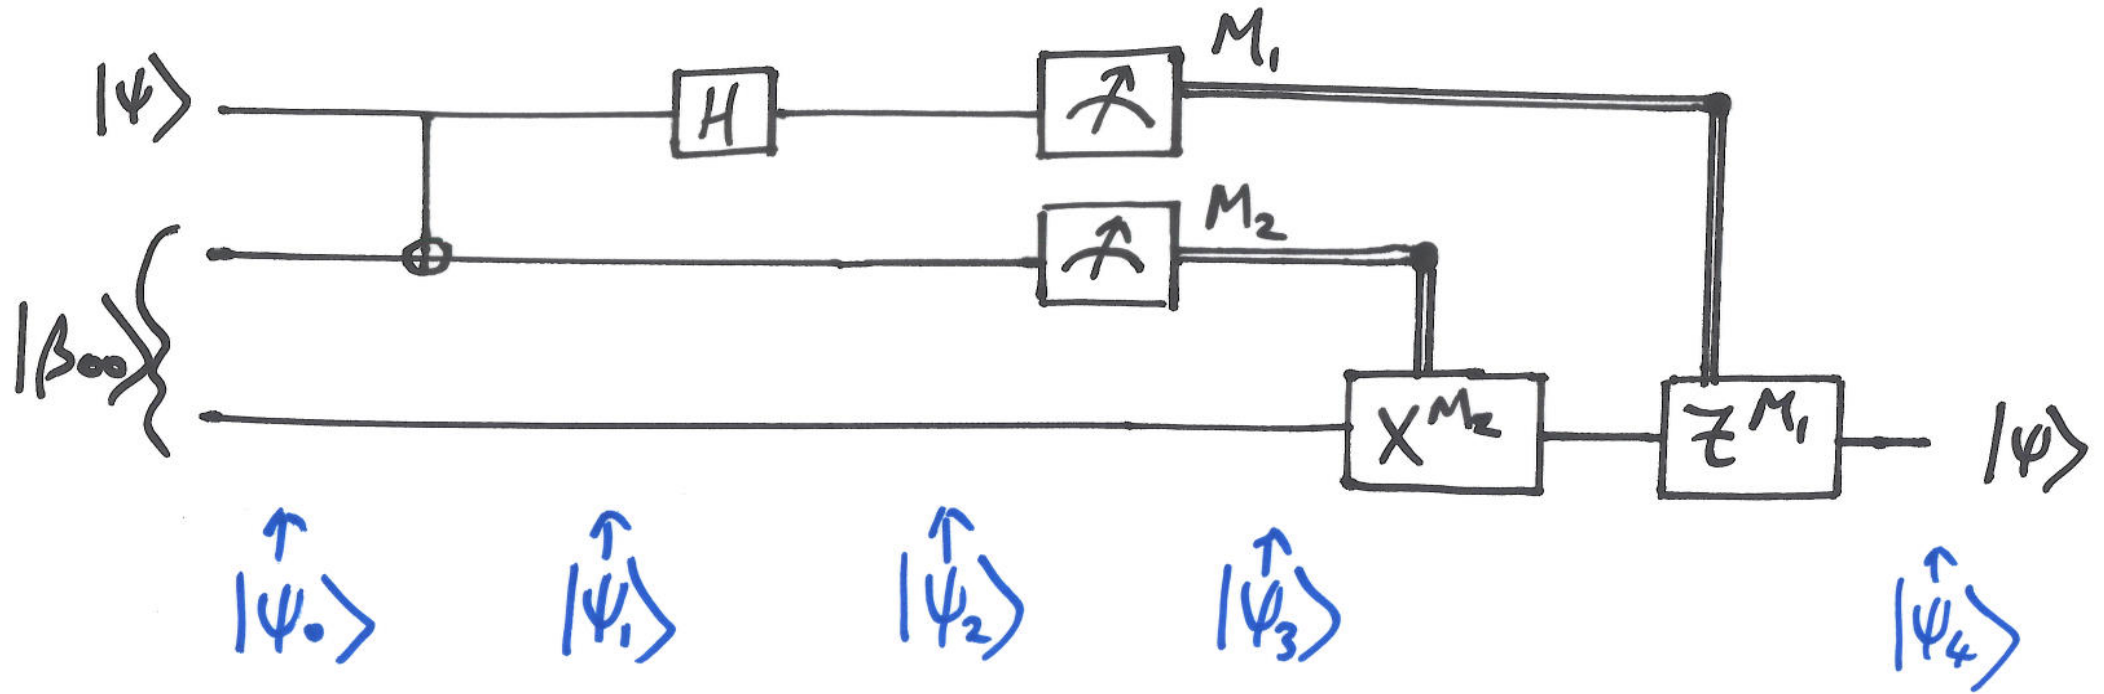 |ψ⟩
H
M₁
M₂
|β₀₀⟩
X^M₂
Z^M₁
|ψ⟩
↑ ↑ ↑ ↑ ↑
|ψ₀⟩ |ψ₁⟩ |ψ₂⟩ |ψ₃⟩ |ψ₄⟩